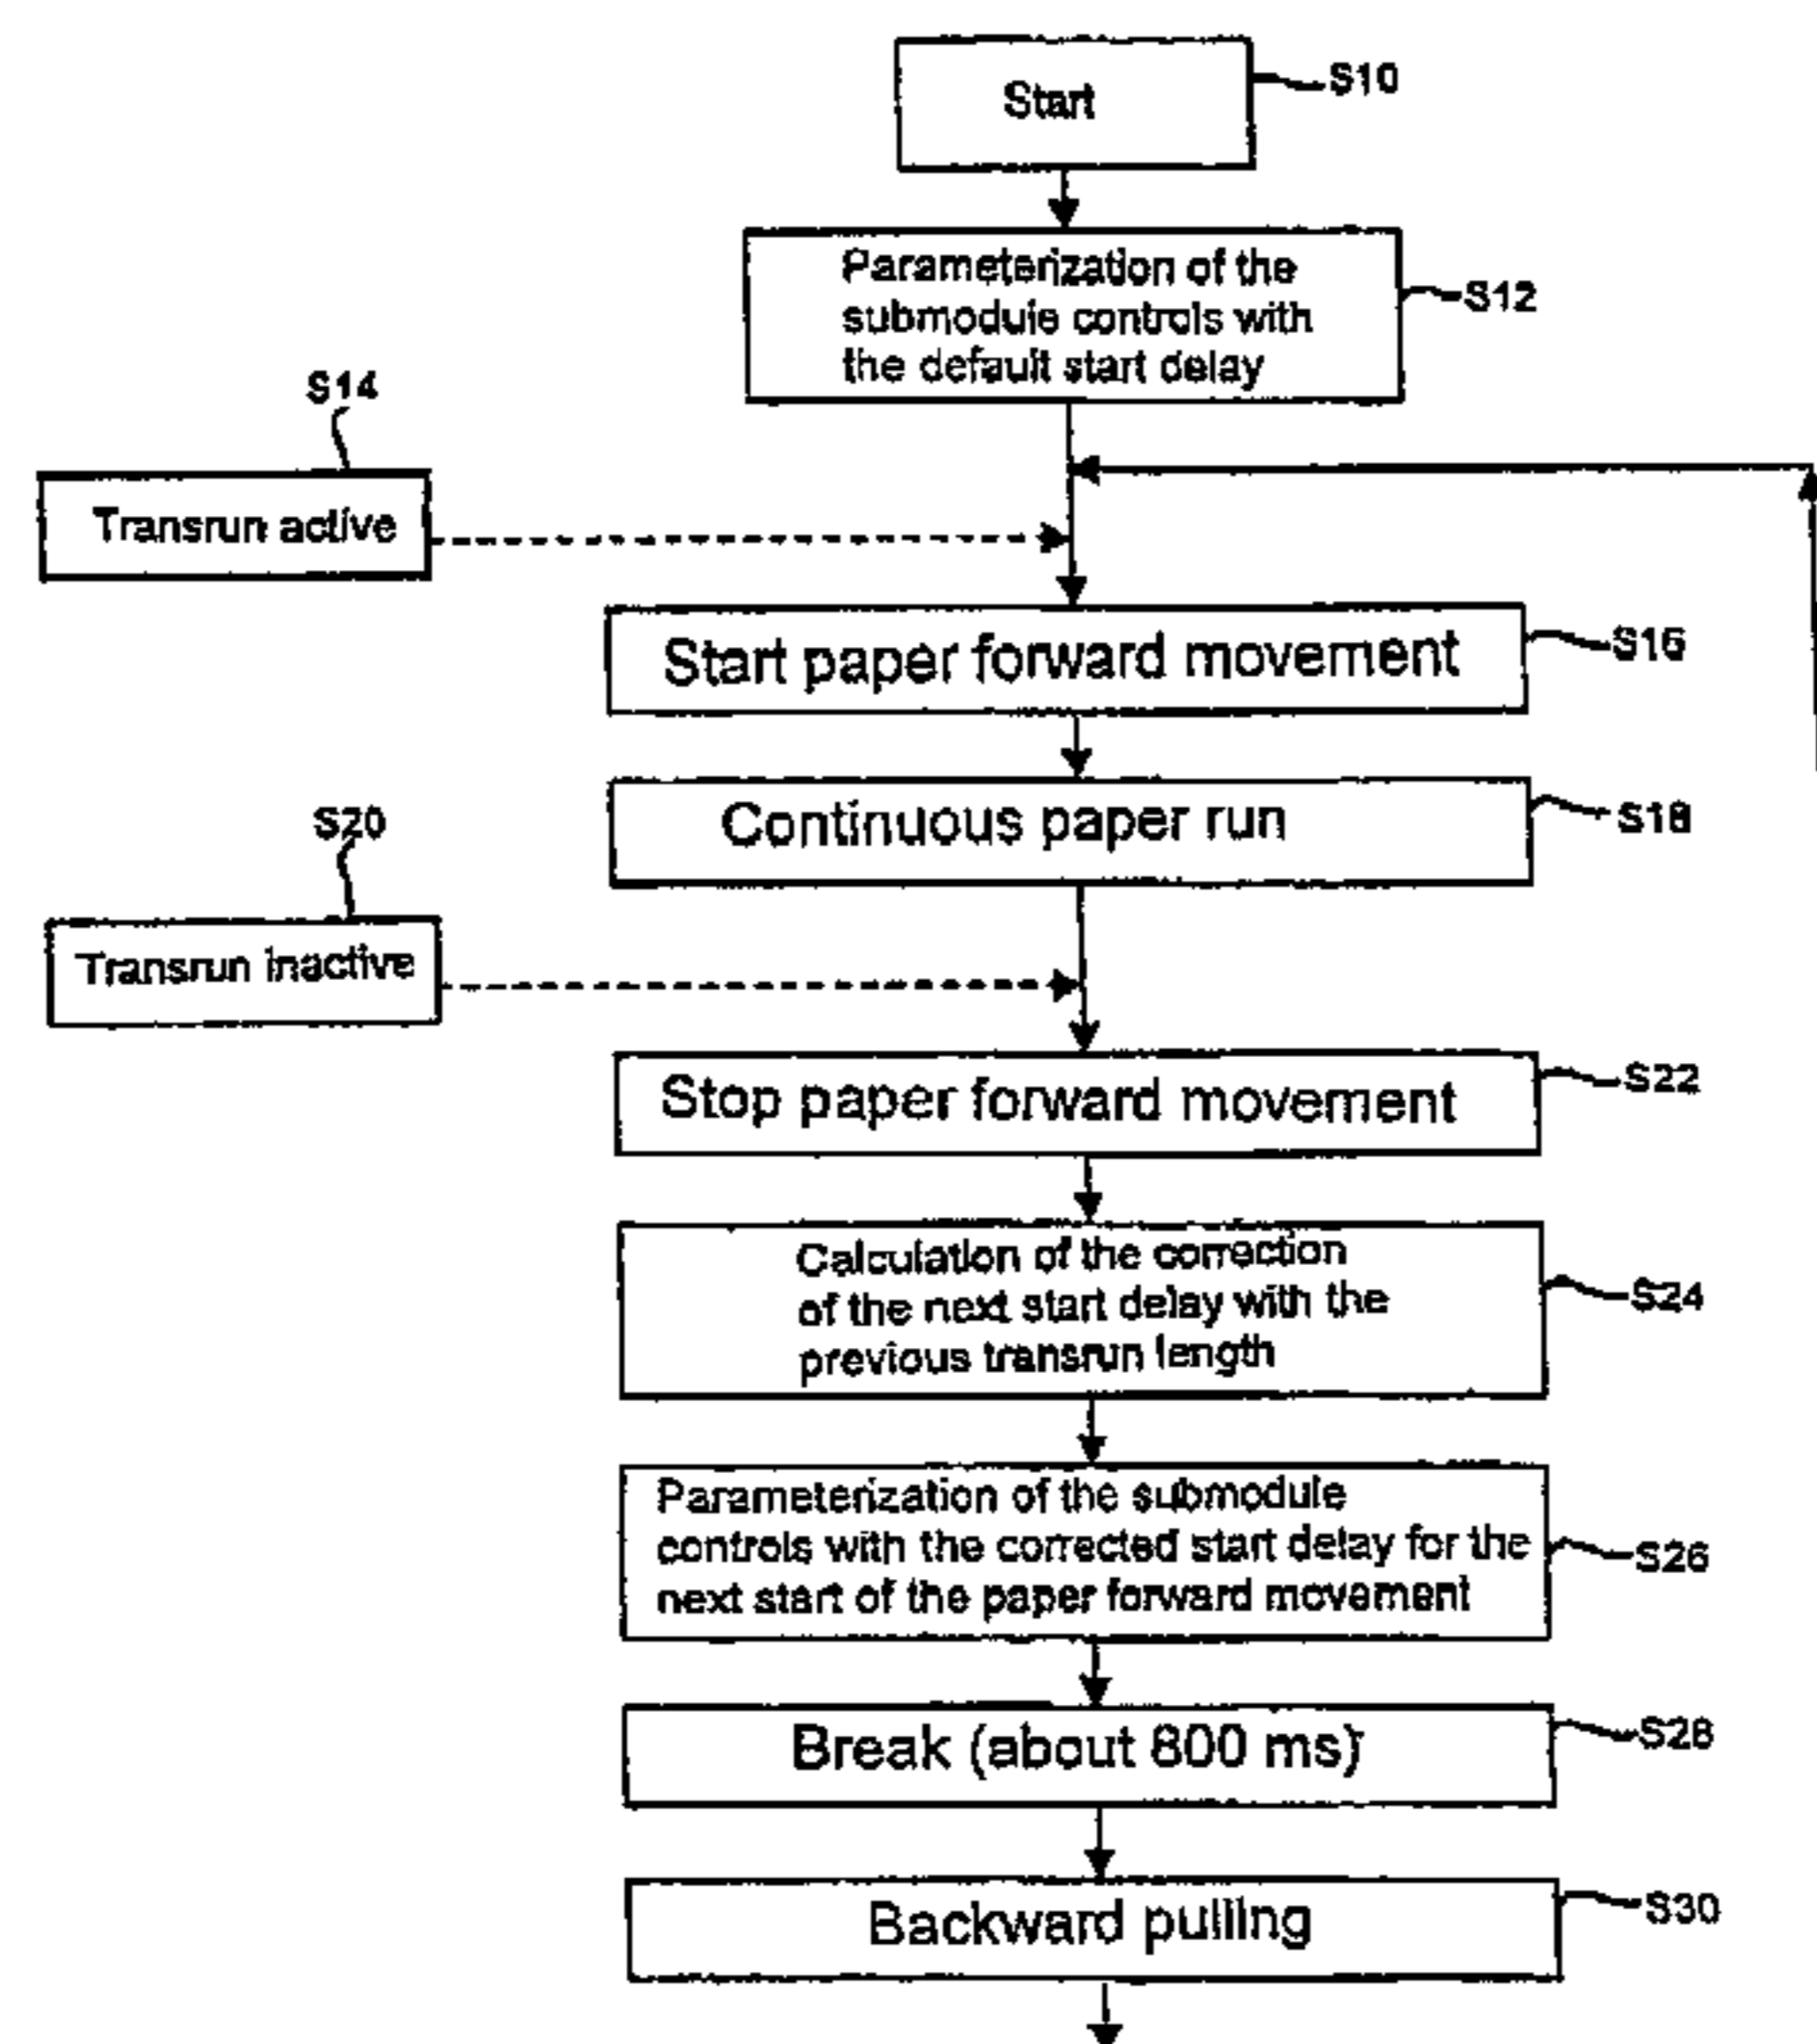 Start
S10
Parameterization of the
submodule controls with
the default start delay
S12
S14
Transrun active
Start paper forward movement
S16
Continuous paper run
S18
S20
Transrun inactive
Stop paper forward movement
S22
Calculation of the correction
of the next start delay with the
previous transrun length
S24
Parameterization of the submodule
controls with the corrected start delay for the
next start of the paper forward movement
S26
Break (about 800 ms)
S28
Backward pulling
S30